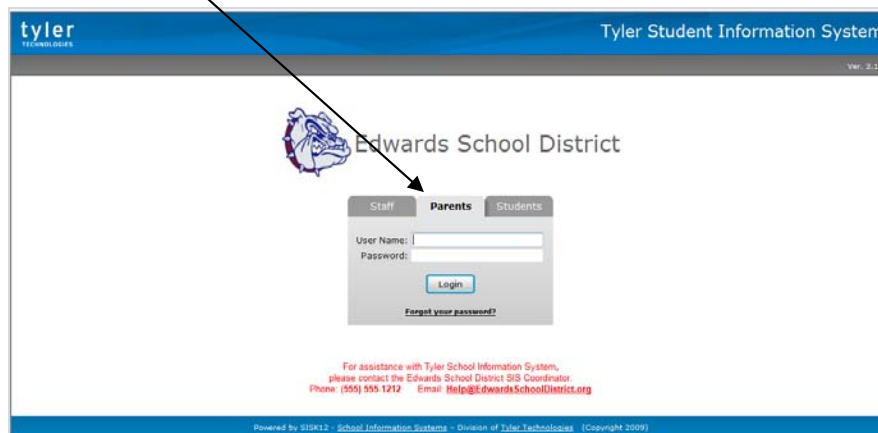 tyler
TECHNOLOGIES
Tyler Student Information System
Ver. 2.1
Edwards School District
Staff
Parents
Students
User Name:
Password:
Login
Forgot your password?
For assistance with Tyler School Information System,
please contact the Edwards School District SIS Coordinator.
Phone: (555) 555.1212 Email: Help@EdwardsSchoolDistrict.org
Powered by SISK12 - School Information Systems - Division of Tyler Technologies (Copyright 2009)